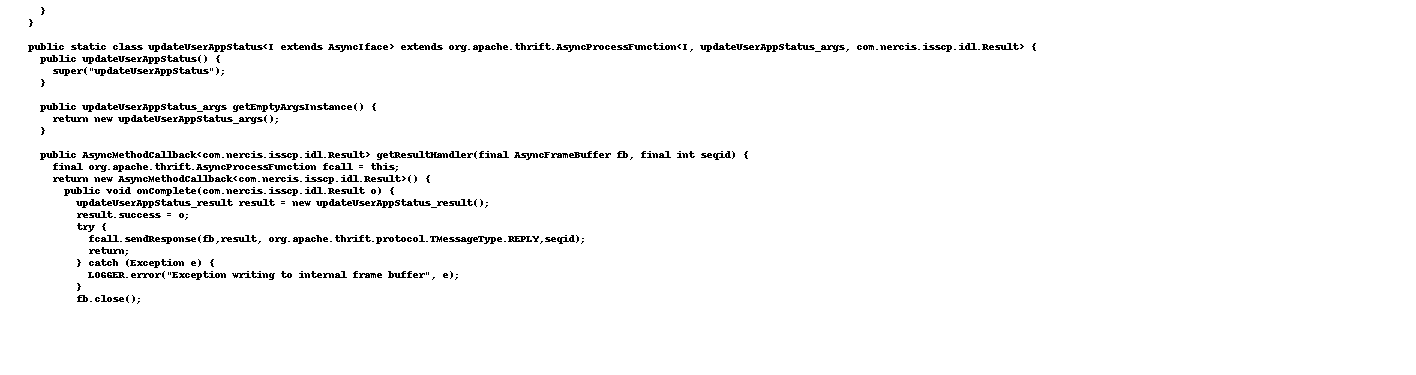 }
}
public static class updateUserAppStatus<I extends AsyncIface> extends org.apache.thrift.AsyncProcessFunction<I, updateUserAppStatus_args, com.nercis.isscp.idl.Result> {
public updateUserAppStatus() {
super("updateUserAppStatus");
}
public updateUserAppStatus_args getEmptyArgsInstance() {
return new updateUserAppStatus_args();
}
public AsyncMethodCallback<com.nercis.isscp.idl.Result> getResultHandler(final AsyncFrameBuffer fb, final int seqid) {
final org.apache.thrift.AsyncProcessFunction fcall = this;
return new AsyncMethodCallback<com.nercis.isscp.idl.Result>() {
public void onComplete(com.nercis.isscp.idl.Result o) {
updateUserAppStatus_result result = new updateUserAppStatus_result();
result.success = o;
try {
fcall.sendResponse(fb,result, org.apache.thrift.protocol.TMessageType.REPLY,seqid);
return;
} catch (Exception e) {
LOGGER.error("Exception writing to internal frame buffer", e);
}
fb.close();